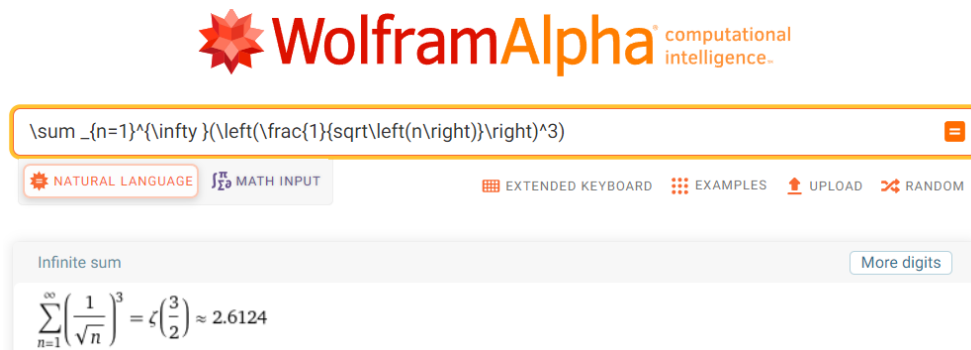 WolframAlpha computational intelligence™
\sum _{n=1}^{\infty }(\left(\frac{1}{sqrt\left(n\right)}\right)^3)
=
NATURAL LANGUAGE ∫Σ∂π MATH INPUT EXTENDED KEYBOARD EXAMPLES UPLOAD RANDOM
Infinite sum More digits
∑_{n=1}^{∞} (1/√n)^3 = ζ(3/2) ≈ 2.6124